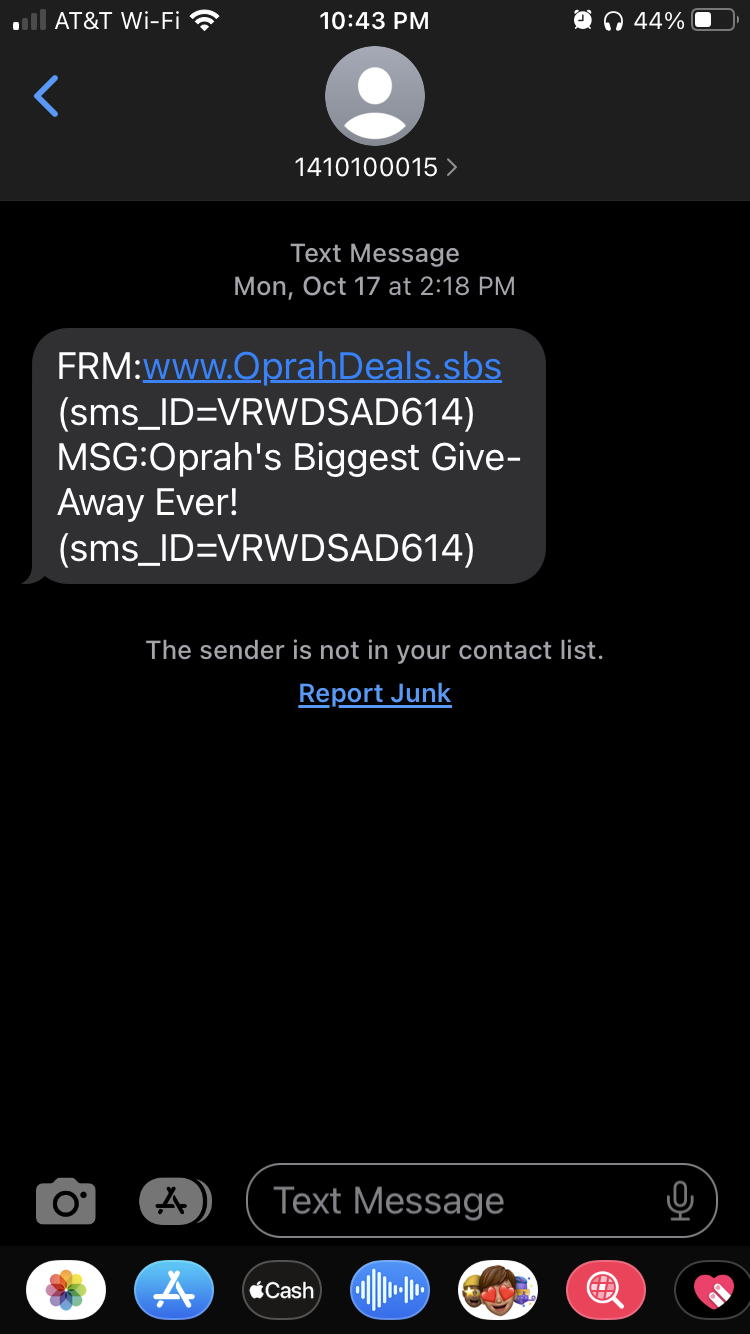 AT&T Wi-Fi 10:43 PM 44%
1410100015
Text Message
Mon, Oct 17 at 2:18 PM
FRM:www.OprahDeals.sbs
(sms_ID=VRWDSAD614)
MSG:Oprah's Biggest Give-
Away Ever!
(sms_ID=VRWDSAD614)
The sender is not in your contact list.
Report Junk
Text Message
Cash